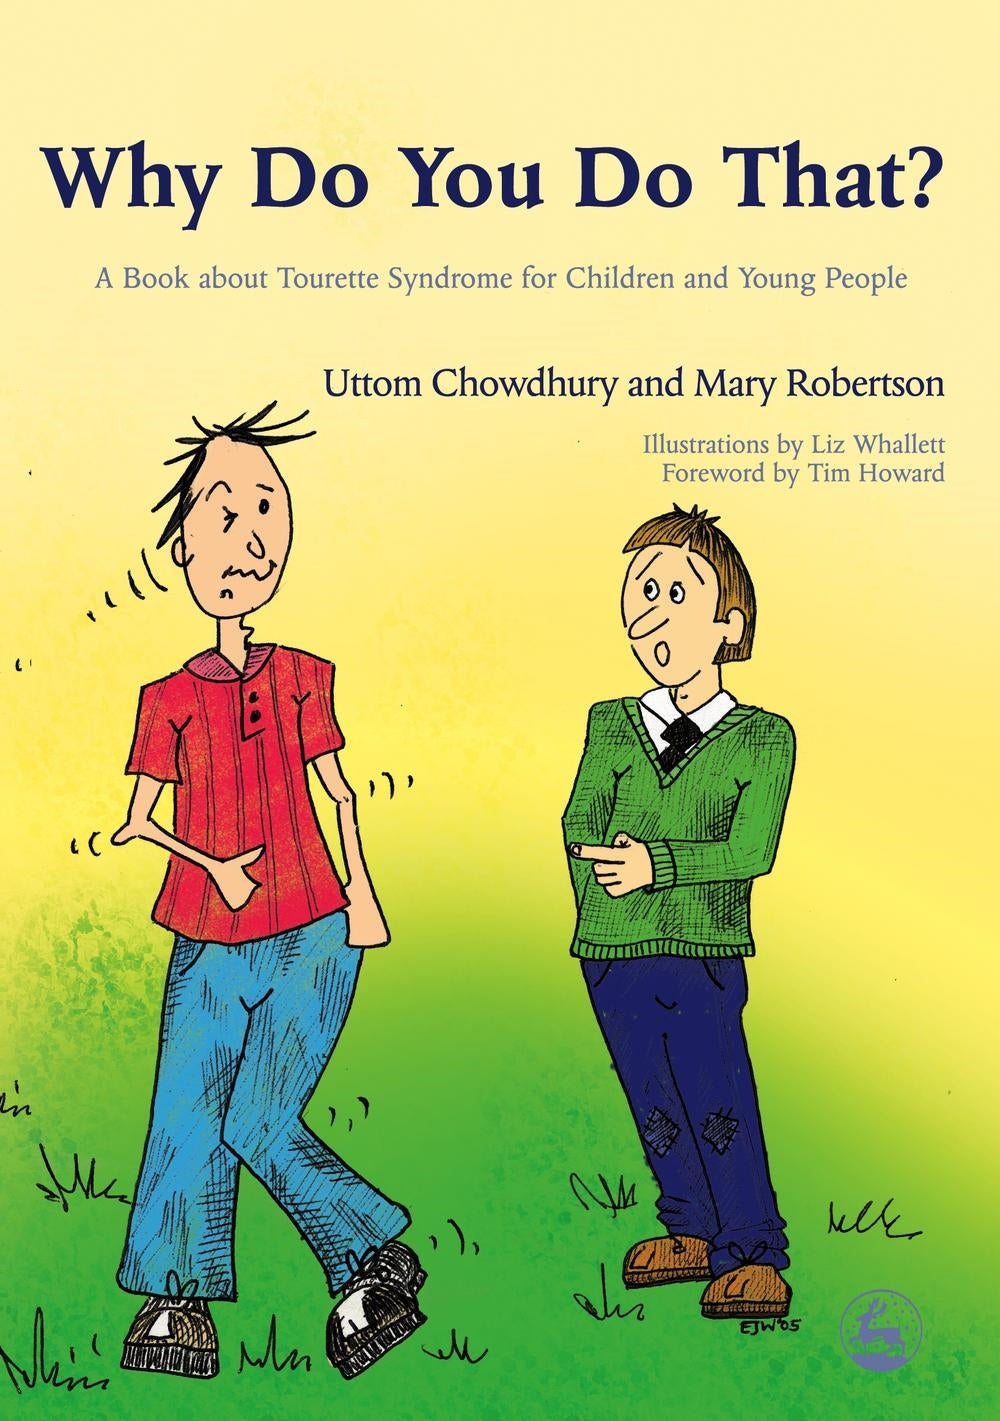 Why Do You Do That?
A Book about Tourette Syndrome for Children and Young People
Uttom Chowdhury and Mary Robertson
Illustrations by Liz Whallett
Foreword by Tim Howard
EJW'05